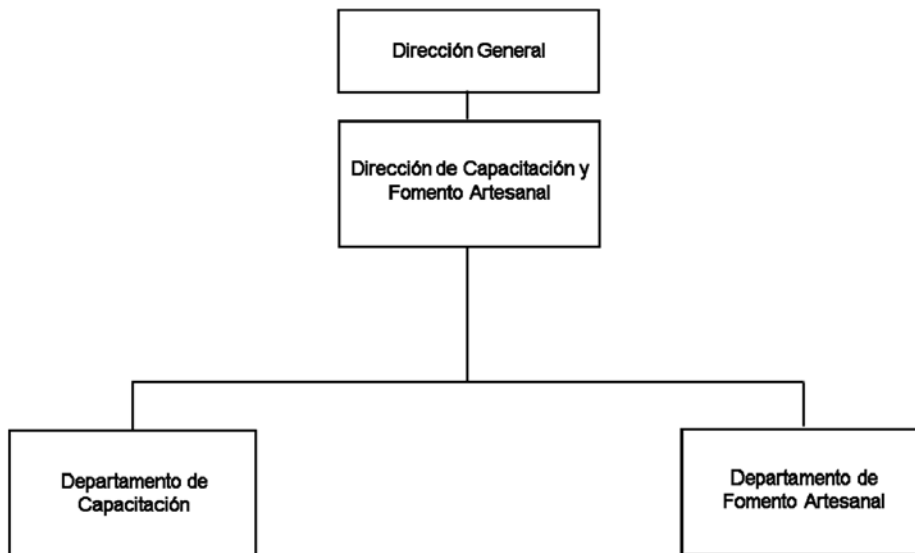 Dirección General
Dirección de Capacitación y
Fomento Artesanal
Departamento de
Capacitación
Departamento de
Fomento Artesanal